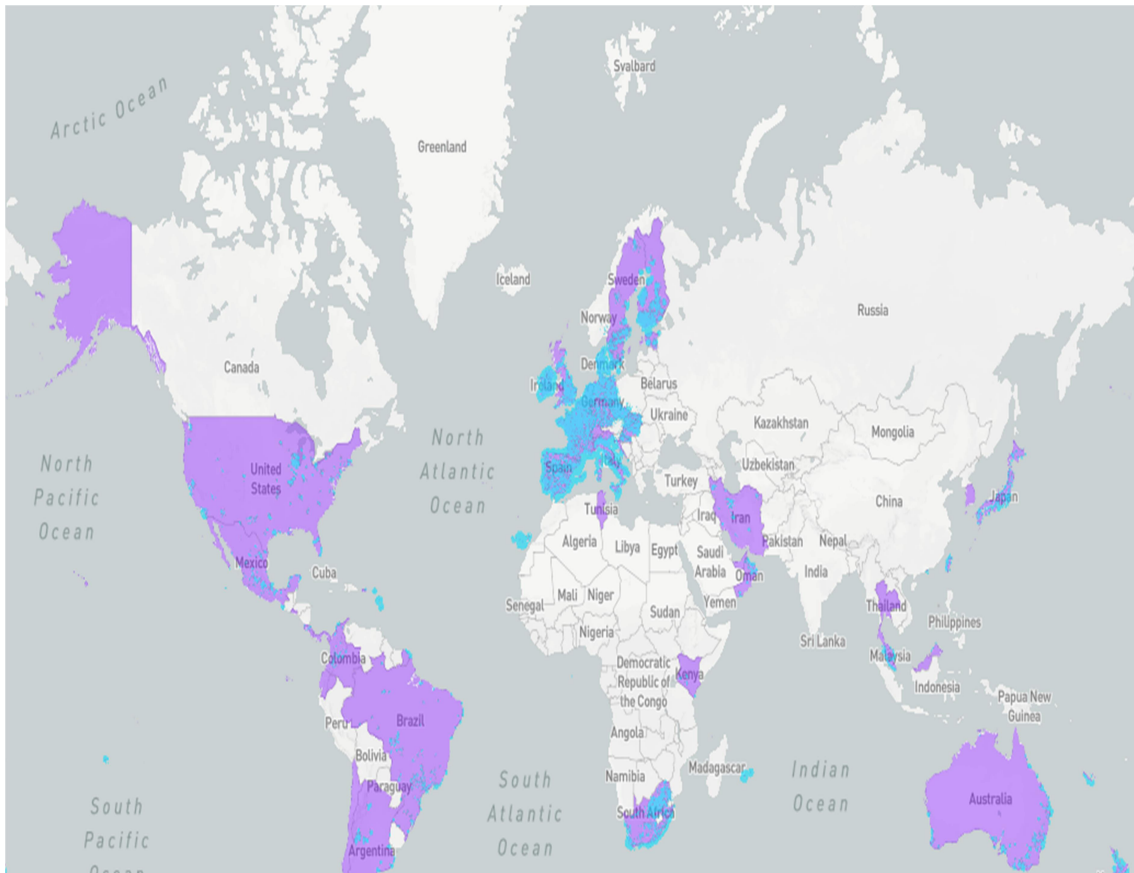 Svalbard
Arctic Ocean
Greenland
Iceland
Sweden
Russia
Norway
Canada
Denmark
Ireland
Belarus
Germany
Ukraine
Kazakhstan
Mongolia
North
Pacific
Ocean
United
States
North
Atlantic
Ocean
Spain
Italy
Uzbekistan
Turkey
China
Japan
Tunisia
Iraq
Iran
Algeria
Libya
Egypt
Pakistan
Nepal
Saudi
Arabia
Mexico
Cuba
Oman
India
Mali
Niger
Yemen
Senegal
Sudan
Thailand
Philippines
Nigeria
Sri Lanka
Colombia
Democratic
Republic of
the Congo
Kenya
Malaysia
Indonesia
Papua New
Guinea
Peru
Brazil
Angola
Bolivia
Namibia
Madagascar
Indian
Ocean
Paraguay
South
Atlantic
Ocean
South
Pacific
Ocean
South Africa
Australia
Argentina